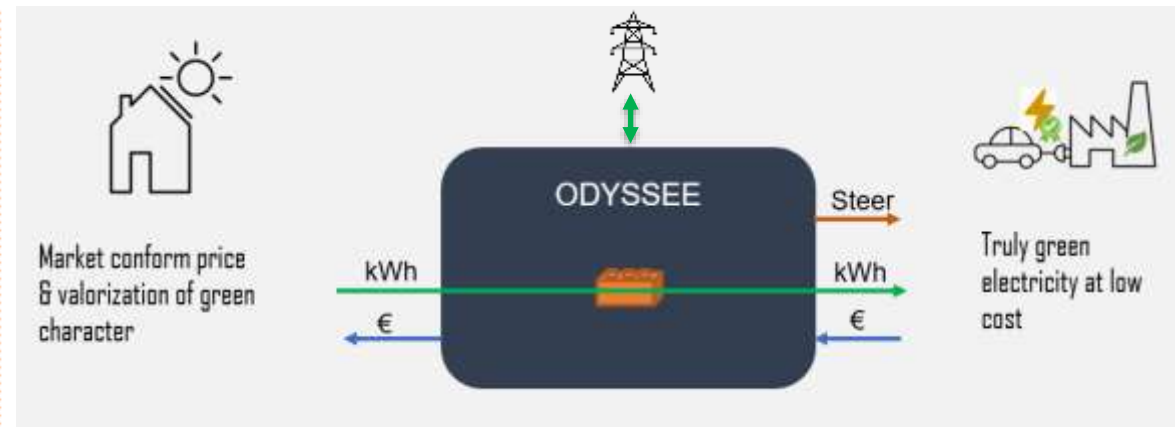 ODYSSEE
Steer
Market conform price
& valorization of green
character
kWh
€
kWh
€
Truly green
electricity at low
cost